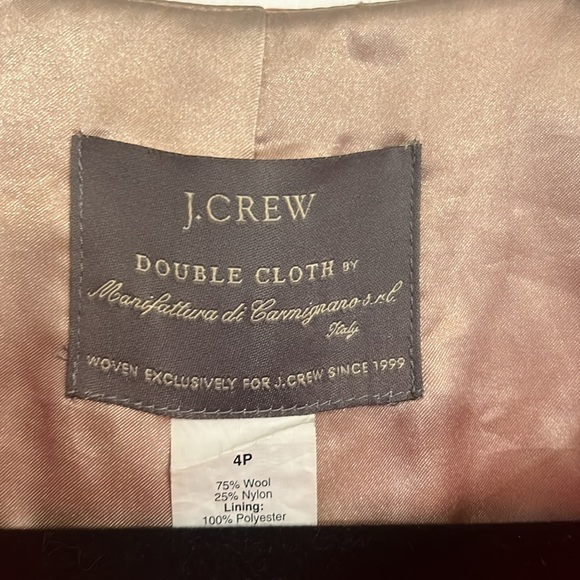 J.CREW
DOUBLE CLOTH BY
Manifattura di Carmignano s.r.l.
Italy
WOVEN EXCLUSIVELY FOR J.CREW SINCE 1999
4P
75% Wool
25% Nylon
Lining:
100% Polyester